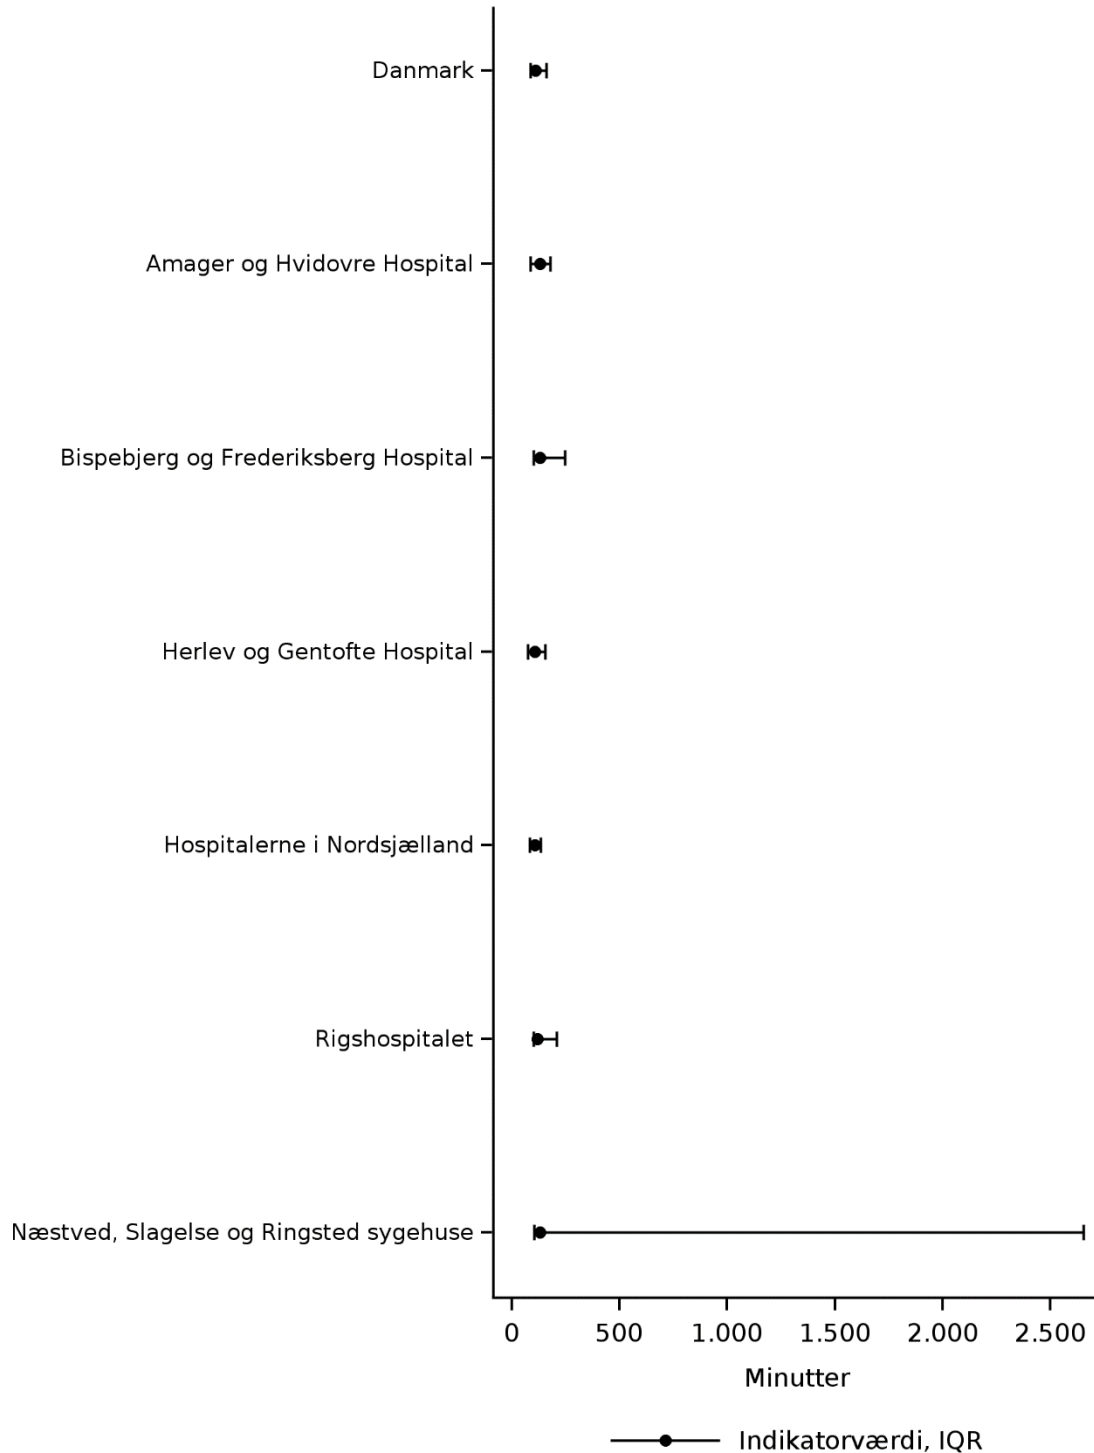 Danmark
Amager og Hvidovre Hospital
Bispebjerg og Frederiksberg Hospital
Herlev og Gentofte Hospital
Hospitalerne i Nordsjælland
Rigshospitalet
Næstved, Slagelse og Ringsted sygehuse
0 500 1.000 1.500 2.000 2.500
Minutter
Indikatorværdi, IQR